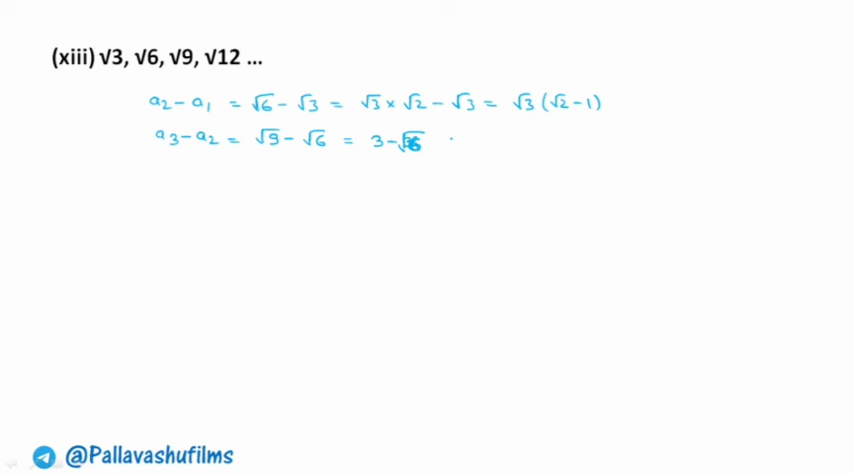 (xiii) √3, √6, √9, √12 ...
a₂ – a₁ = √6 – √3 = √3 × √2 – √3 = √3 (√2 – 1)
a₃ – a₂ = √9 – √6 = 3 – √6
@Pallavashufilms